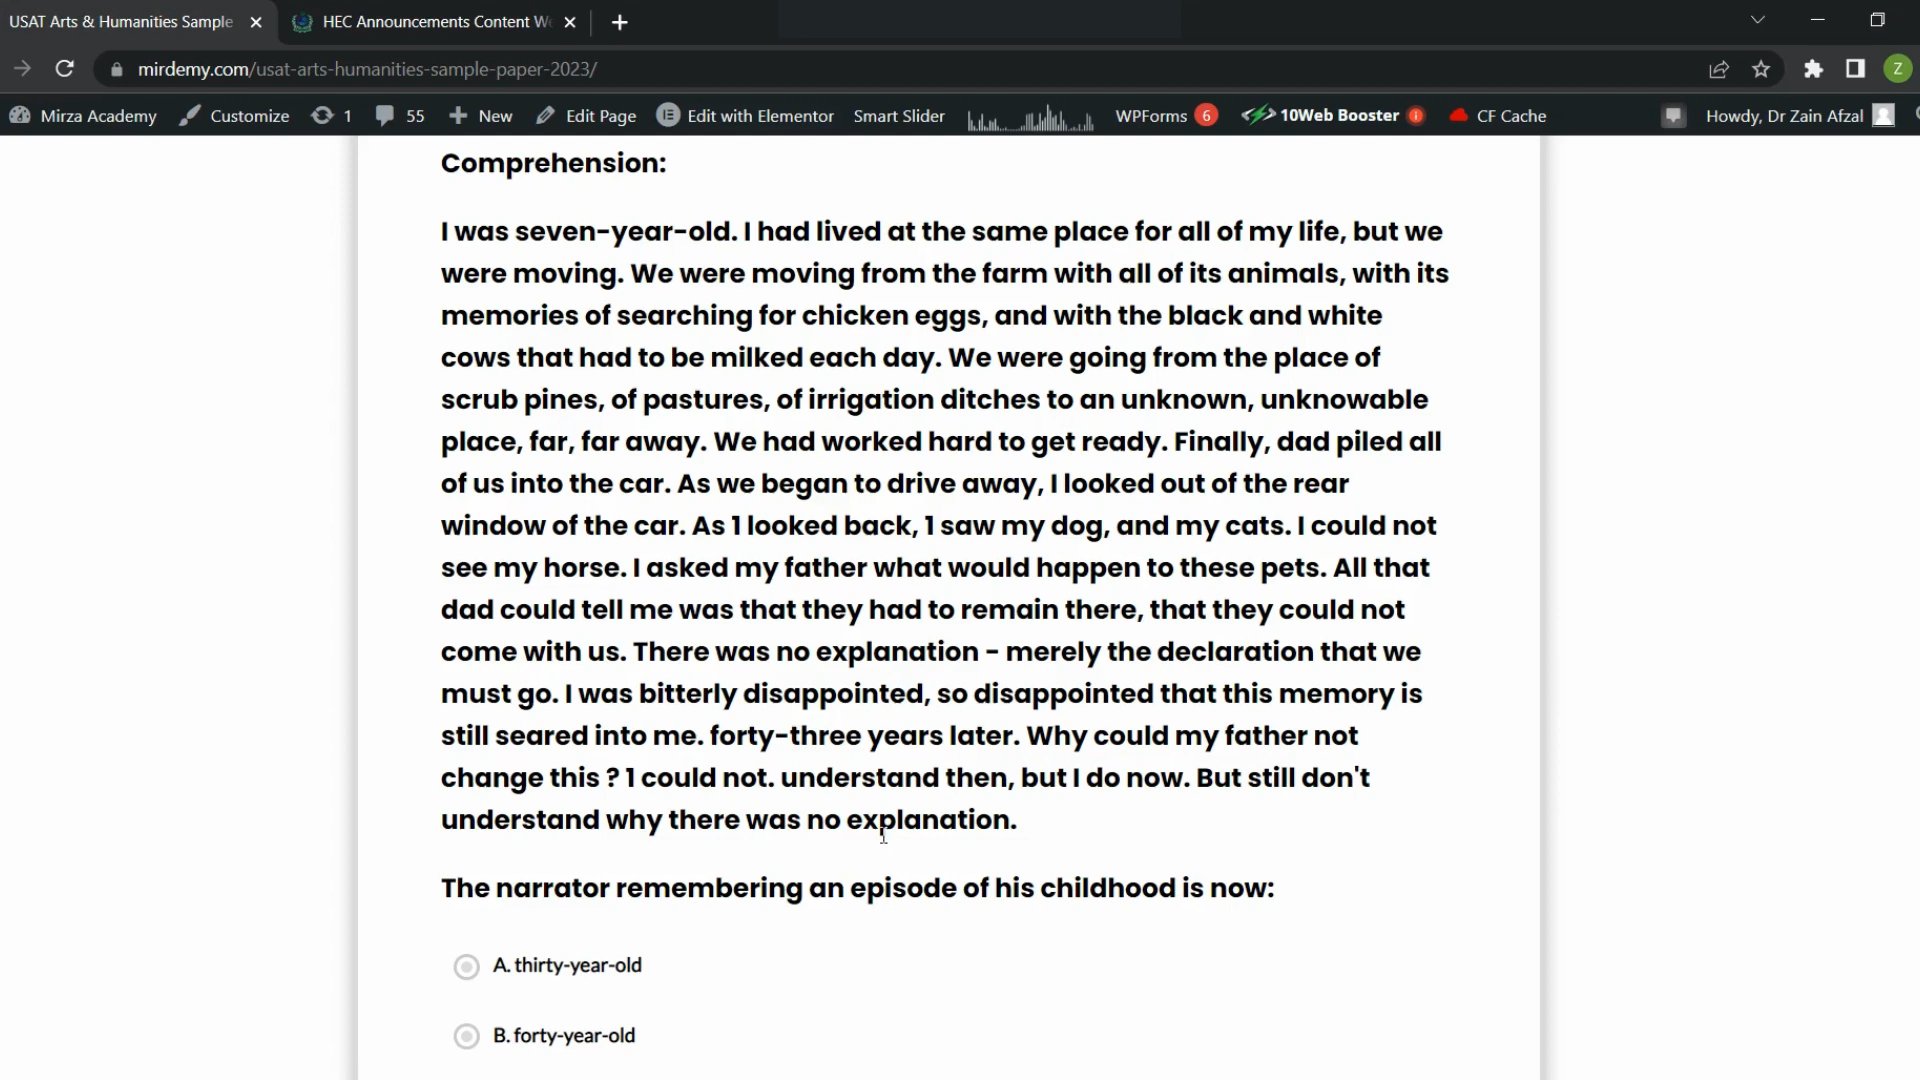 USAT Arts & Humanities Sample
HEC Announcements Content We
mirdemy.com/usat-arts-humanities-sample-paper-2023/
Z
Mirza Academy Customize 1 55 New Edit Page Edit with Elementor Smart Slider WPForms 6 10Web Booster CF Cache Howdy, Dr Zain Afzal
Comprehension:
I was seven-year-old. I had lived at the same place for all of my life, but we
were moving. We were moving from the farm with all of its animals, with its
memories of searching for chicken eggs, and with the black and white
cows that had to be milked each day. We were going from the place of
scrub pines, of pastures, of irrigation ditches to an unknown, unknowable
place, far, far away. We had worked hard to get ready. Finally, dad piled all
of us into the car. As we began to drive away, I looked out of the rear
window of the car. As 1 looked back, 1 saw my dog, and my cats. I could not
see my horse. I asked my father what would happen to these pets. All that
dad could tell me was that they had to remain there, that they could not
come with us. There was no explanation - merely the declaration that we
must go. I was bitterly disappointed, so disappointed that this memory is
still seared into me. forty-three years later. Why could my father not
change this ? 1 could not. understand then, but I do now. But still don't
understand why there was no explanation.
The narrator remembering an episode of his childhood is now:
A. thirty-year-old
B. forty-year-old